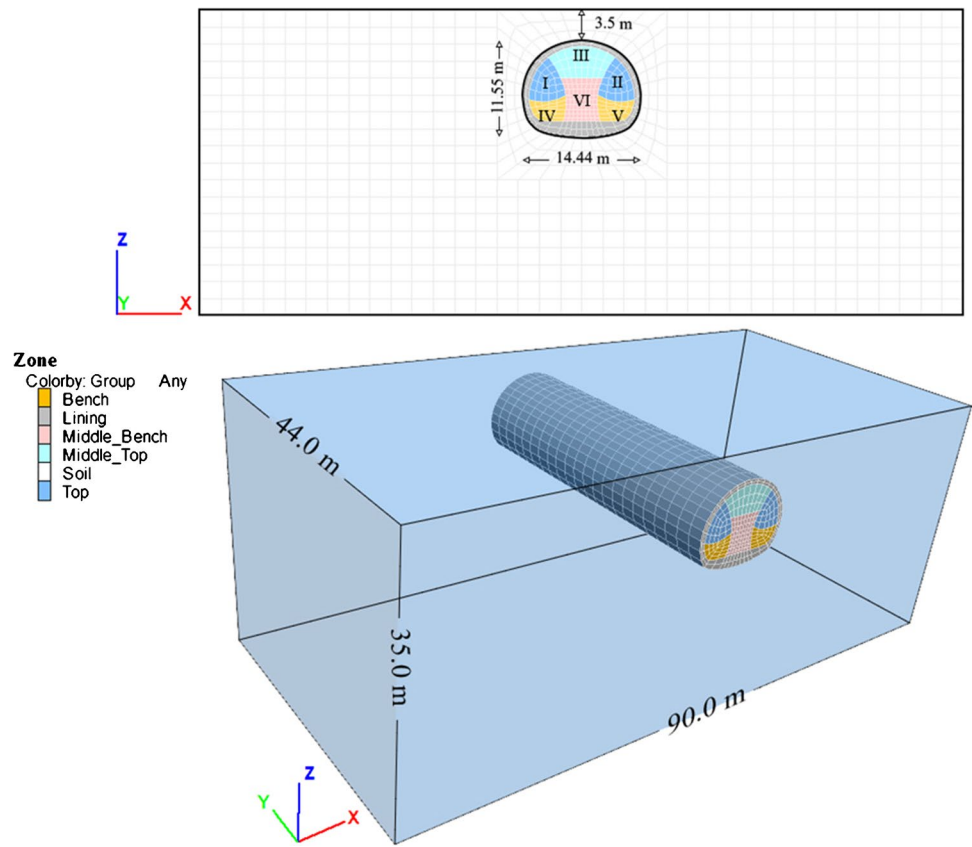 3.5 m
III
I
II
11.55 m
VI
IV
V
14.44 m
Z
Y
X
Zone
Colorby: Group Any
Bench
Lining
Middle_Bench
Middle_Top
Soil
Top
44.0 m
35.0 m
90.0 m
Z
Y
X